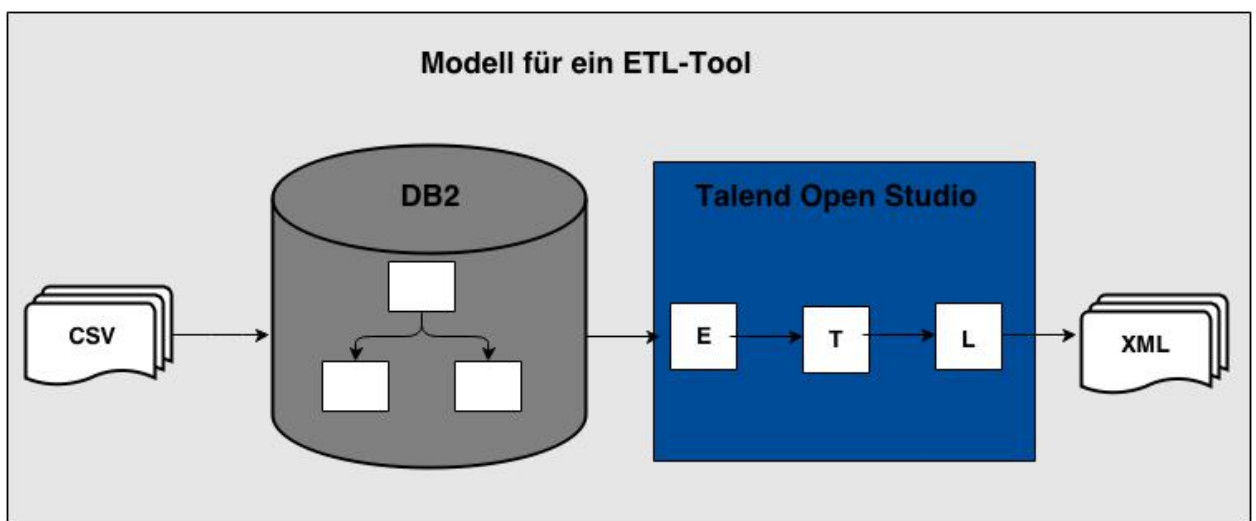 Modell für ein ETL-Tool
DB2
Talend Open Studio
CSV
E
T
L
XML